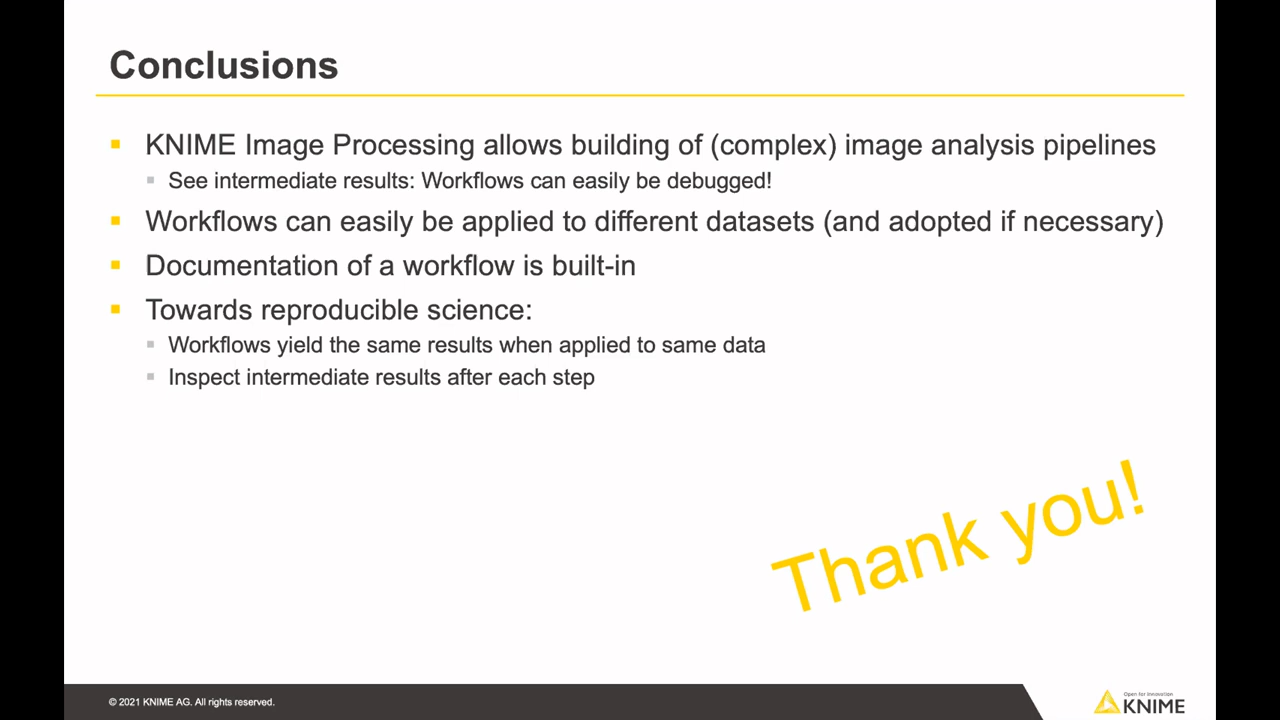 Conclusions
KNIME Image Processing allows building of (complex) image analysis pipelines
See intermediate results: Workflows can easily be debugged!
Workflows can easily be applied to different datasets (and adopted if necessary)
Documentation of a workflow is built-in
Towards reproducible science:
Workflows yield the same results when applied to same data
Inspect intermediate results after each step
Thank you!
© 2021 KNIME AG. All rights reserved.
Open for Innovation
KNIME